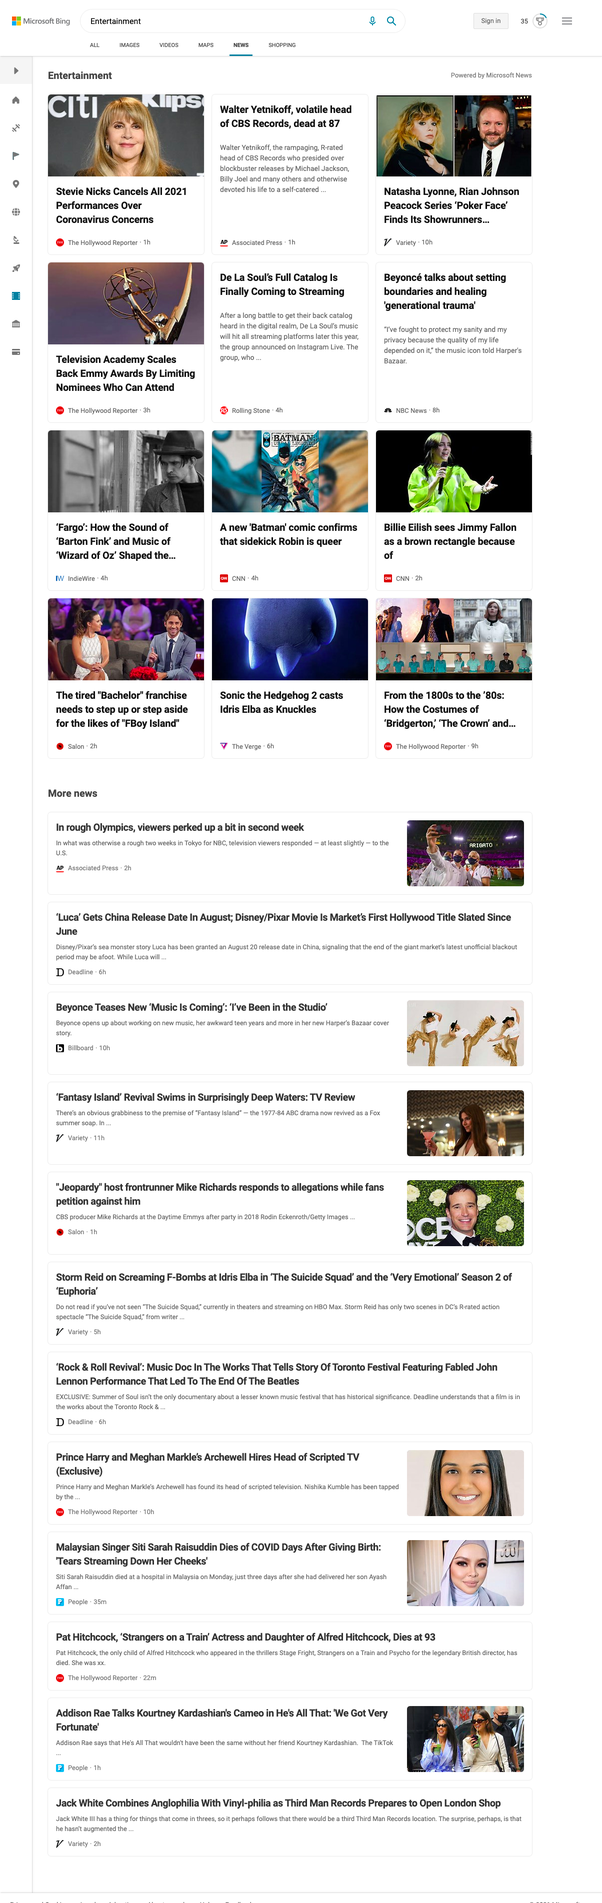 Microsoft Bing
Entertainment
Sign in
35
ALL
IMAGES
VIDEOS
MAPS
NEWS
SHOPPING
Entertainment
Powered by Microsoft News
citi Klips
Stevie Nicks Cancels All 2021
Performances Over
Coronavirus Concerns
The Hollywood Reporter · 1h
Walter Yetnikoff, volatile head
of CBS Records, dead at 87
Walter Yetnikoff, the rampaging, R-rated
head of CBS Records who presided over
blockbuster releases by Michael Jackson,
Billy Joel and many others and otherwise
devoted his life to a self-catered ...
AP Associated Press · 1h
Natasha Lyonne, Rian Johnson
Peacock Series ‘Poker Face’
Finds Its Showrunners...
Variety · 10h
Television Academy Scales
Back Emmy Awards By Limiting
Nominees Who Can Attend
The Hollywood Reporter · 3h
De La Soul’s Full Catalog Is
Finally Coming to Streaming
After a long battle to get their back catalog
heard in the digital realm, De La Soul's music
will hit all streaming platforms later this year,
the group announced on Instagram Live. The
group, who ...
Rolling Stone · 4h
Beyoncé talks about setting
boundaries and healing
'generational trauma'
"I've fought to protect my sanity and my
privacy because the quality of my life
depended on it," the music icon told Harper's
Bazaar.
NBC News · 8h
‘Fargo’: How the Sound of
‘Barton Fink’ and Music of
‘Wizard of Oz’ Shaped the...
IW IndieWire · 4h
BATMAN
A new 'Batman' comic confirms
that sidekick Robin is queer
CNN · 4h
Billie Eilish sees Jimmy Fallon
as a brown rectangle because
of
CNN · 2h
The tired "Bachelor" franchise
needs to step up or step aside
for the likes of "FBoy Island"
Salon · 2h
Sonic the Hedgehog 2 casts
Idris Elba as Knuckles
The Verge · 6h
From the 1800s to the ’80s:
How the Costumes of
‘Bridgerton,’ ‘The Crown’ and...
The Hollywood Reporter · 9h
More news
In rough Olympics, viewers perked up a bit in second week
In what was otherwise a rough two weeks in Tokyo for NBC, television viewers responded — at least slightly — to the
U.S.
AP Associated Press · 2h
ARIGATO
‘Luca’ Gets China Release Date In August; Disney/Pixar Movie Is Market’s First Hollywood Title Slated Since
June
Disney/Pixar's sea monster story Luca has been granted an August 20 release date in China, signaling that the end of the giant market's latest unofficial blackout
period may be afoot. While Luca will ...
D Deadline · 6h
Beyonce Teases New ‘Music Is Coming’: ‘I’ve Been in the Studio’
Beyonce opens up about working on new music, her awkward teen years and more in her new Harper's Bazaar cover
story.
b Billboard · 10h
‘Fantasy Island’ Revival Swims in Surprisingly Deep Waters: TV Review
There's an obvious grabbiness to the premise of "Fantasy Island" — the 1977-84 ABC drama now revived as a Fox
summer soap. In ...
Variety · 11h
"Jeopardy" host frontrunner Mike Richards responds to allegations while fans
petition against him
CBS producer Mike Richards at the Daytime Emmys after party in 2018 Rodin Eckenroth/Getty Images ...
Salon · 1h
Storm Reid on Screaming F-Bombs at Idris Elba in ‘The Suicide Squad’ and the ‘Very Emotional’ Season 2 of
‘Euphoria’
Do not read if you've not seen "The Suicide Squad," currently in theaters and streaming on HBO Max. Storm Reid has only two scenes in DC's R-rated action
spectacle "The Suicide Squad," from writer ...
Variety · 5h
‘Rock & Roll Revival’: Music Doc In The Works That Tells Story Of Toronto Festival Featuring Fabled John
Lennon Performance That Led To The End Of The Beatles
EXCLUSIVE: Summer of Soul isn't the only documentary about a lesser known music festival that has historical significance. Deadline understands that a film is in
the works about the Toronto Rock & ...
D Deadline · 6h
Prince Harry and Meghan Markle’s Archewell Hires Head of Scripted TV
(Exclusive)
Prince Harry and Meghan Markle's Archewell has found its head of scripted television. Nishika Kumble has been tapped
by the ...
The Hollywood Reporter · 10h
Malaysian Singer Siti Sarah Raisuddin Dies of COVID Days After Giving Birth:
'Tears Streaming Down Her Cheeks'
Siti Sarah Raisuddin died at a hospital in Malaysia on Monday, just three days after she had delivered her son Ayash
Affan ...
People · 35m
Pat Hitchcock, ‘Strangers on a Train’ Actress and Daughter of Alfred Hitchcock, Dies at 93
Pat Hitchcock, the only child of Alfred Hitchcock who appeared in the thrillers Stage Fright, Strangers on a Train and Psycho for the legendary British director, has
died. She was xx.
The Hollywood Reporter · 22m
Addison Rae Talks Kourtney Kardashian's Cameo in He's All That: 'We Got Very
Fortunate'
Addison Rae says that He's All That wouldn't have been the same without her friend Kourtney Kardashian. The TikTok
...
People · 1h
Jack White Combines Anglophilia With Vinyl-philia as Third Man Records Prepares to Open London Shop
Jack White III has a thing for things that come in threes, so it perhaps follows that there would be a third Third Man Records location. The surprise, perhaps, is that
he hasn't augmented the ...
Variety · 2h